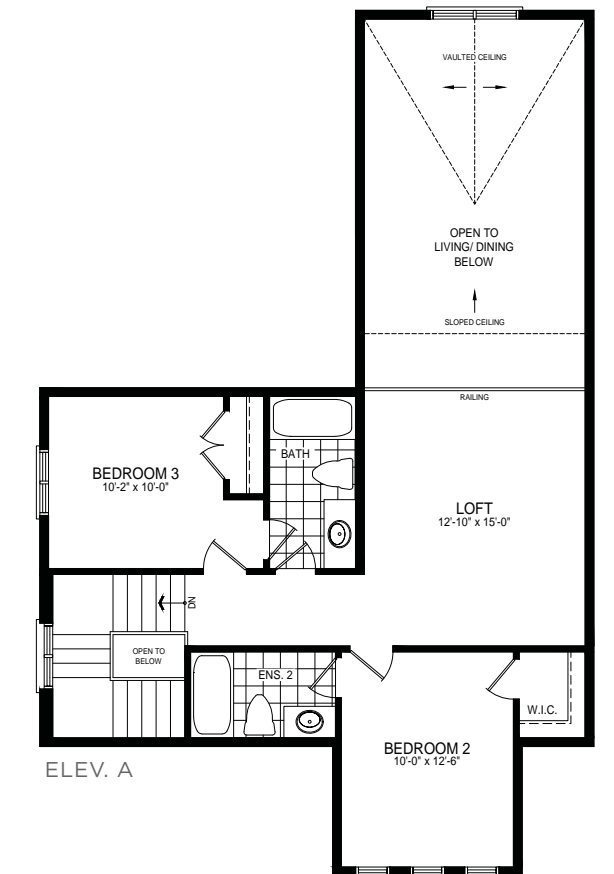 VAULTED CEILING
OPEN TO
LIVING/ DINING
BELOW
SLOPED CEILING
RAILING
BATH
BEDROOM 3
10'-2" x 10'-0"
LOFT
12'-10" x 15'-0"
DN
OPEN TO
BELOW
ENS. 2
W.I.C.
BEDROOM 2
10'-0" x 12'-6"
ELEV. A